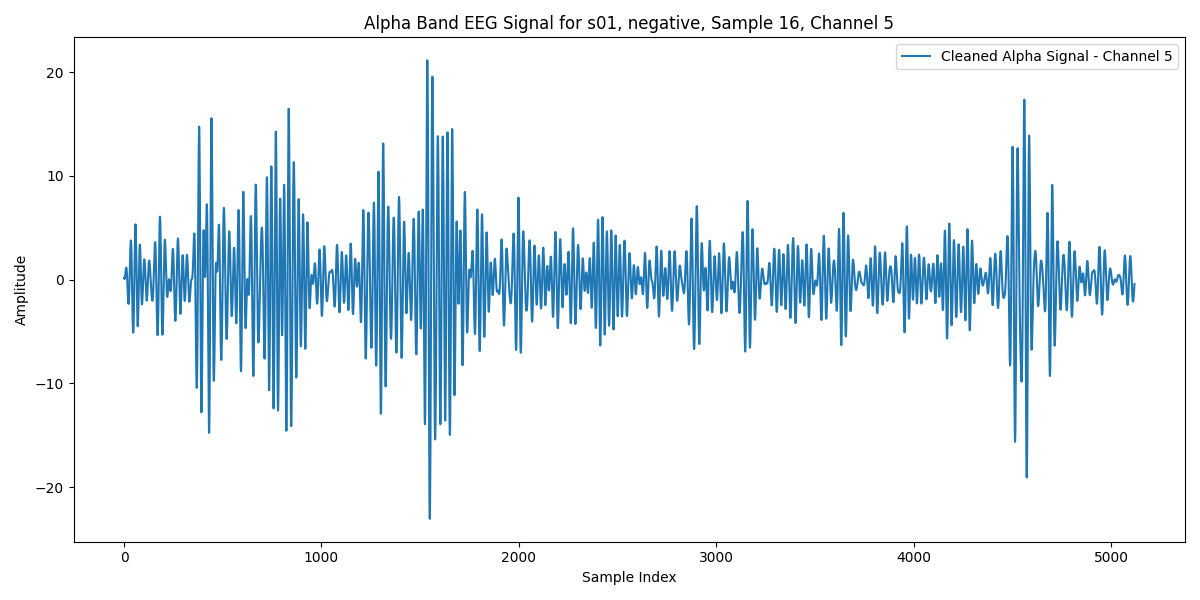 Alpha Band EEG Signal for s01, negative, Sample 16, Channel 5
Cleaned Alpha Signal - Channel 5
20
10
0
−10
−20
Amplitude
0 1000 2000 3000 4000 5000
Sample Index